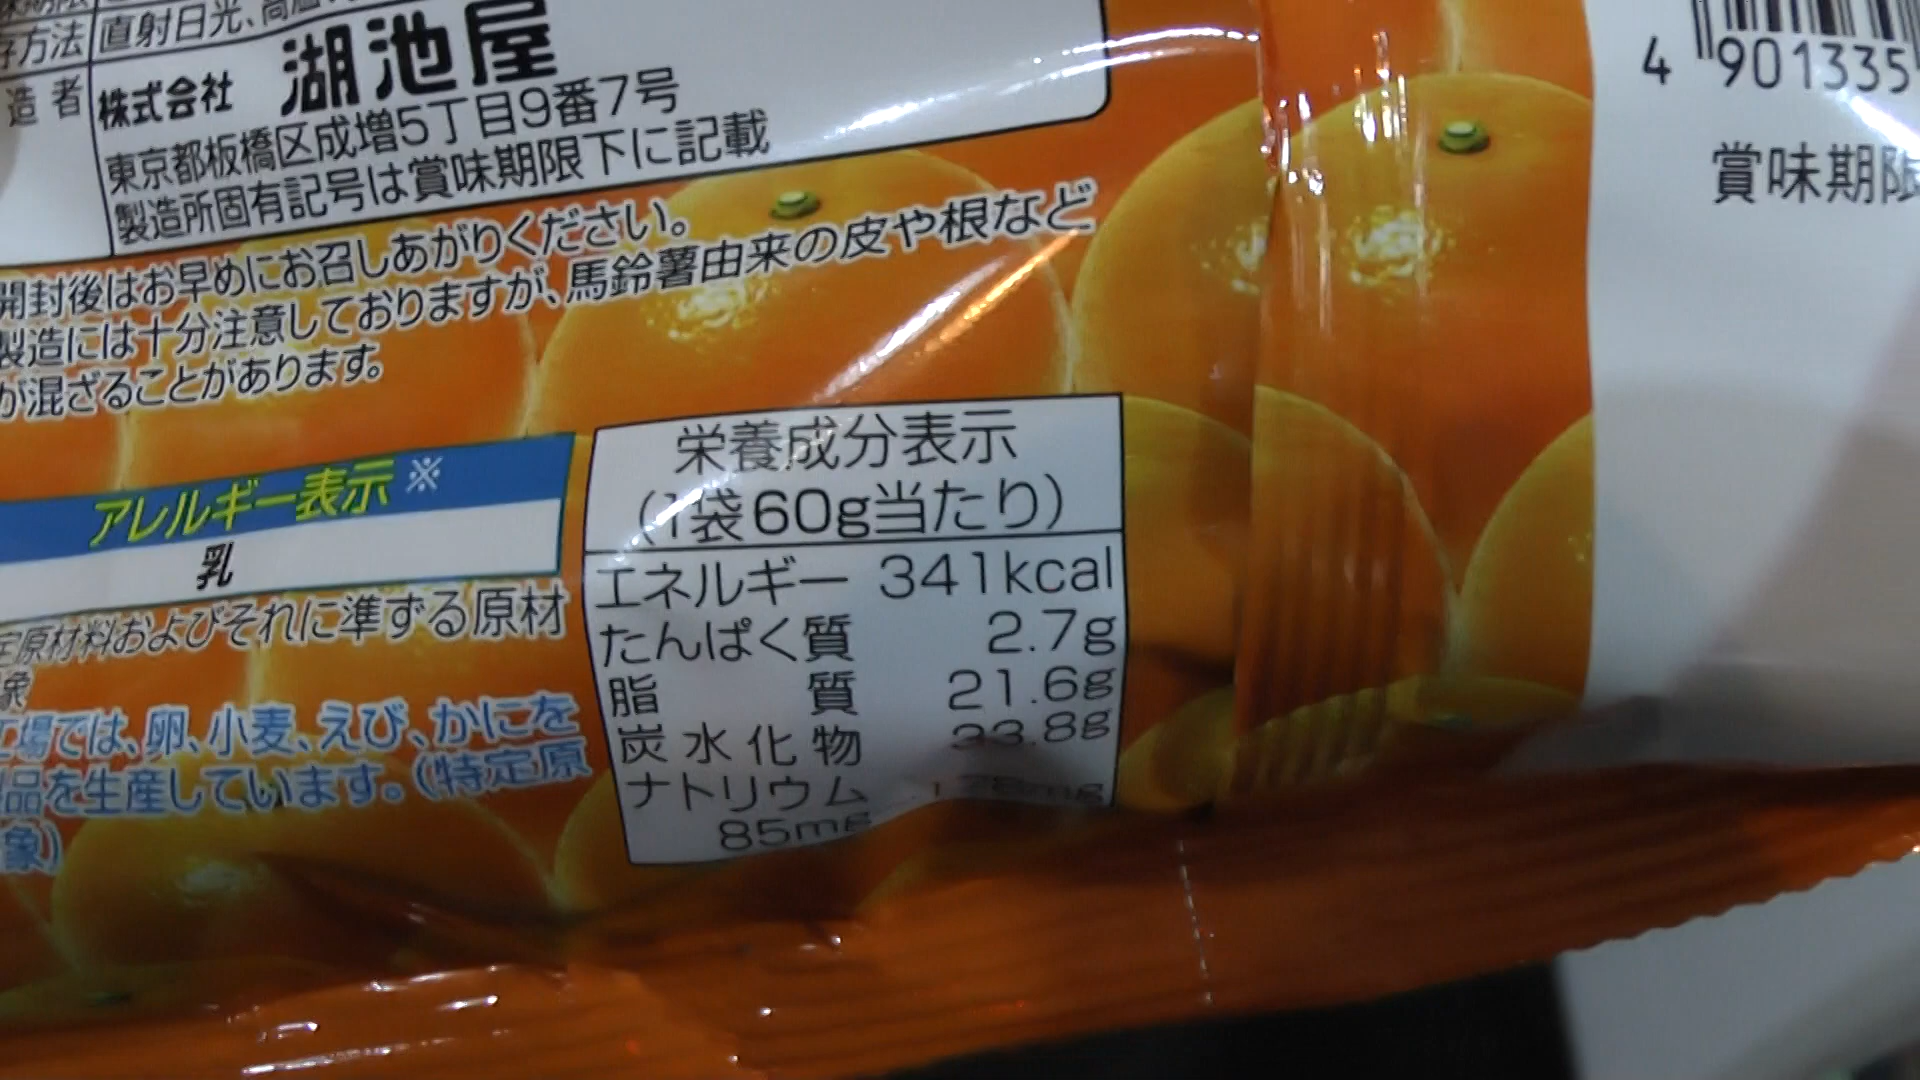 存方法 直射日光、高温
造者 株式会社 湖池屋
東京都板橋区成増5丁目9番7号
製造所固有記号は賞味期限下に記載
開封後はお早めにお召しあがりください。
製造には十分注意しておりますが、馬鈴薯由来の皮や根など
が混ざることがあります。
アレルギー表示※
乳
定原材料およびそれに準ずる原材
象
工場では、卵、小麦、えび、かにを
品を生産しています。(特定原
象)
栄養成分表示
(1袋60g当たり)
エネルギー 341kcal
たんぱく質 2.7g
脂質 21.6g
炭水化物 33.8g
ナトリウム
85mg
4 901335
賞味期限